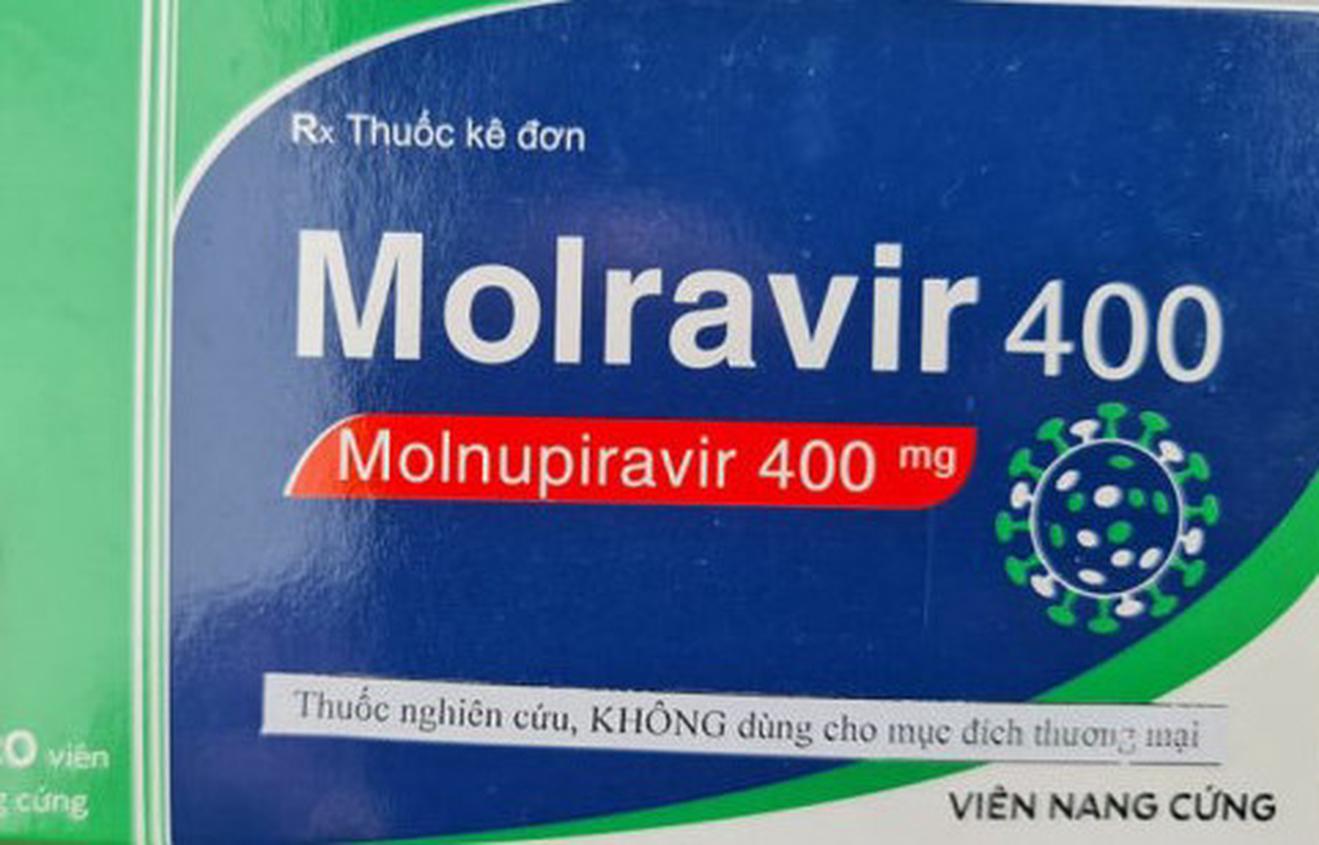 Rx Thuốc kê đơn
Molravir 400
Molnupiravir 400 mg
Thuốc nghiên cứu, KHÔNG dùng cho mục đích thương mại
VIÊN NANG CỨNG
viên
cứng